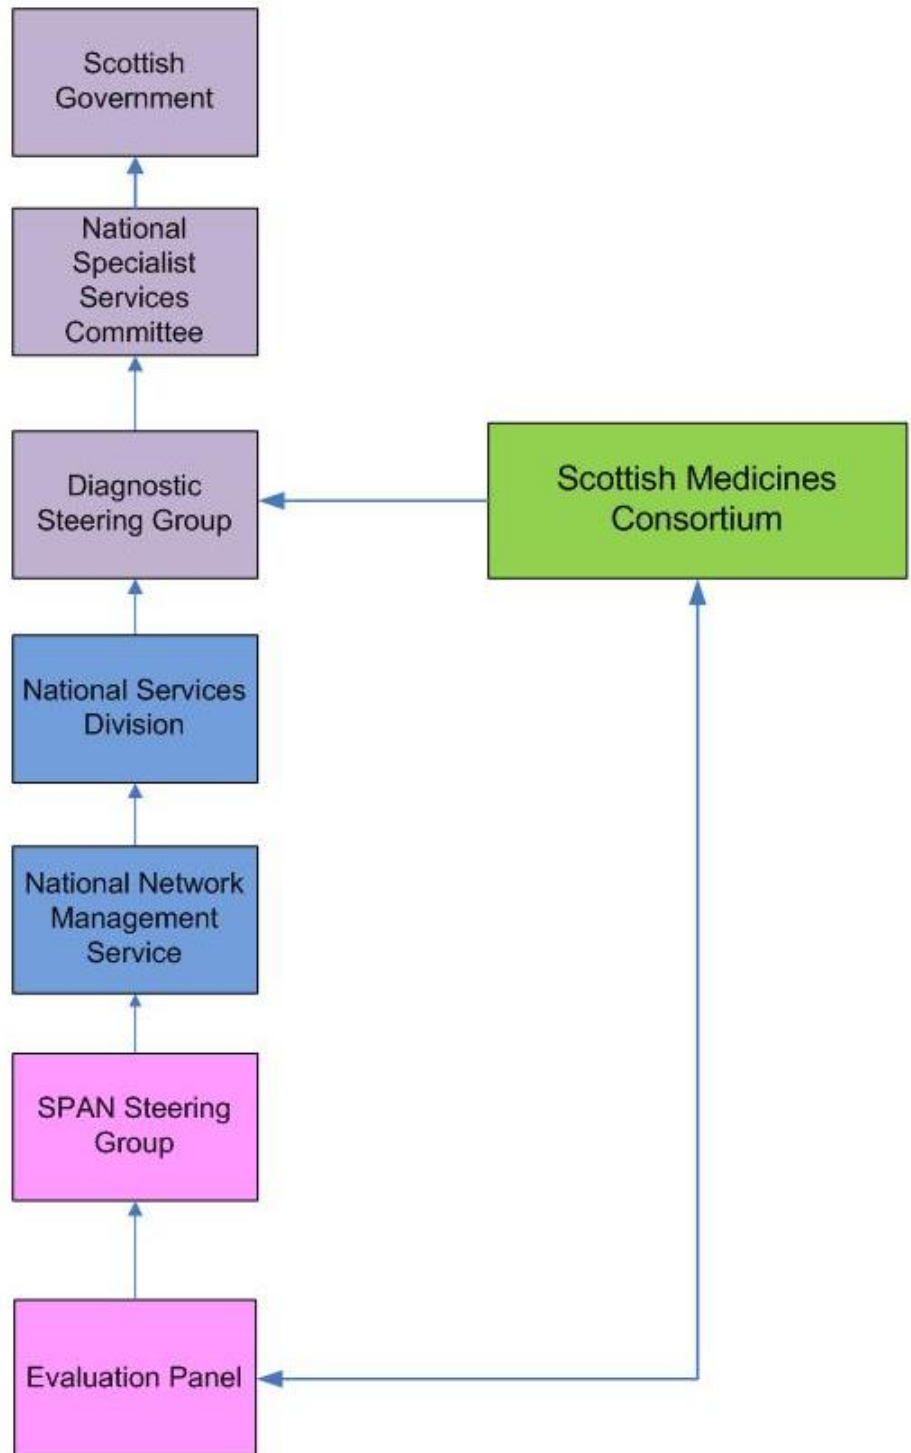 Scottish
Government
National
Specialist
Services
Committee
Diagnostic
Steering Group
Scottish Medicines
Consortium
National Services
Division
National Network
Management
Service
SPAN Steering
Group
Evaluation Panel